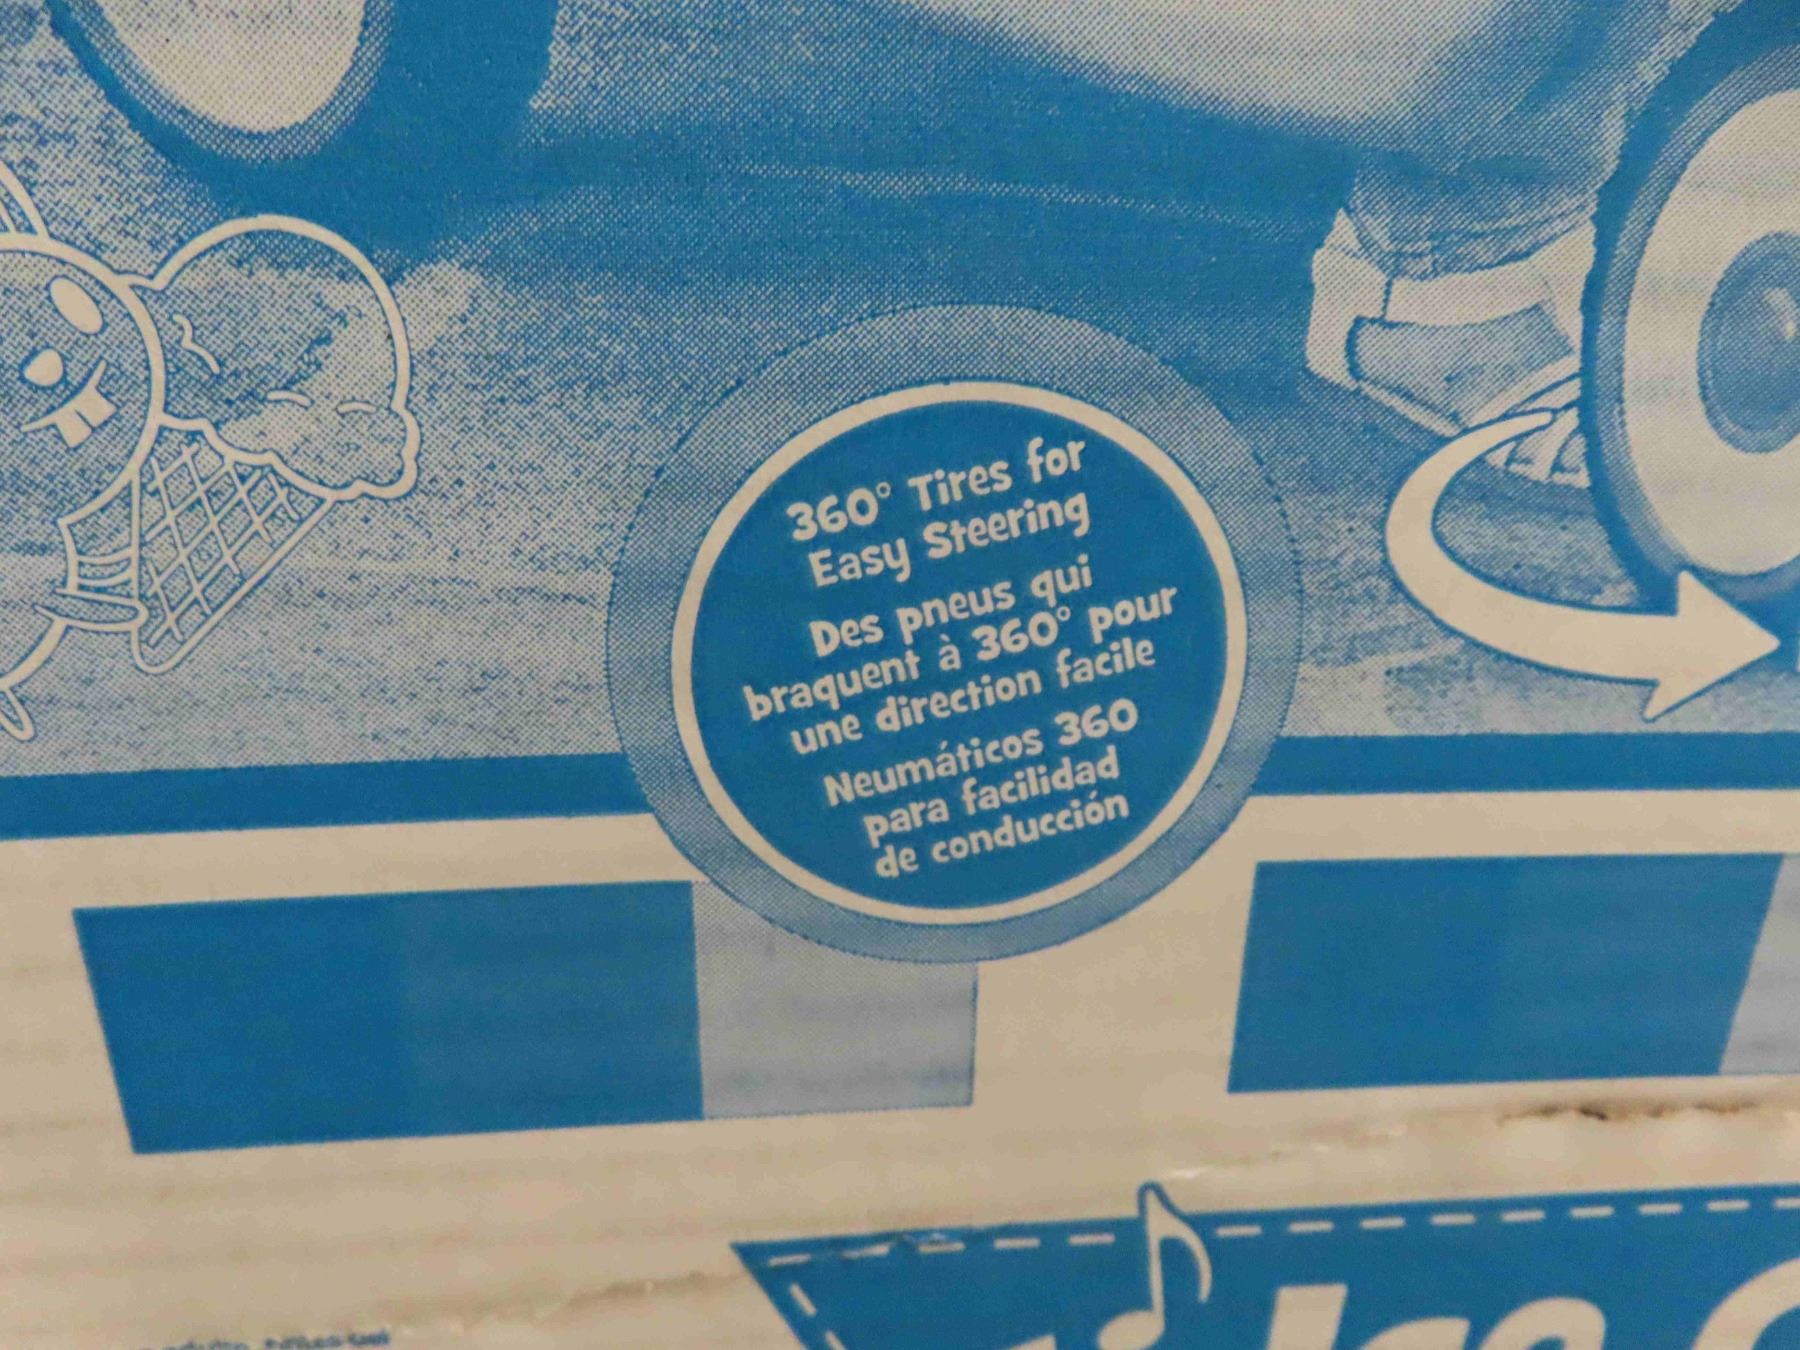 360° Tires for
Easy Steering
Des pneus qui
braquent à 360° pour
une direction facile
Neumáticos 360
para facilidad
de conducción
Ice